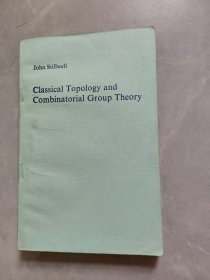 John Stillwell
Classical Topology and
Combinatorial Group Theory